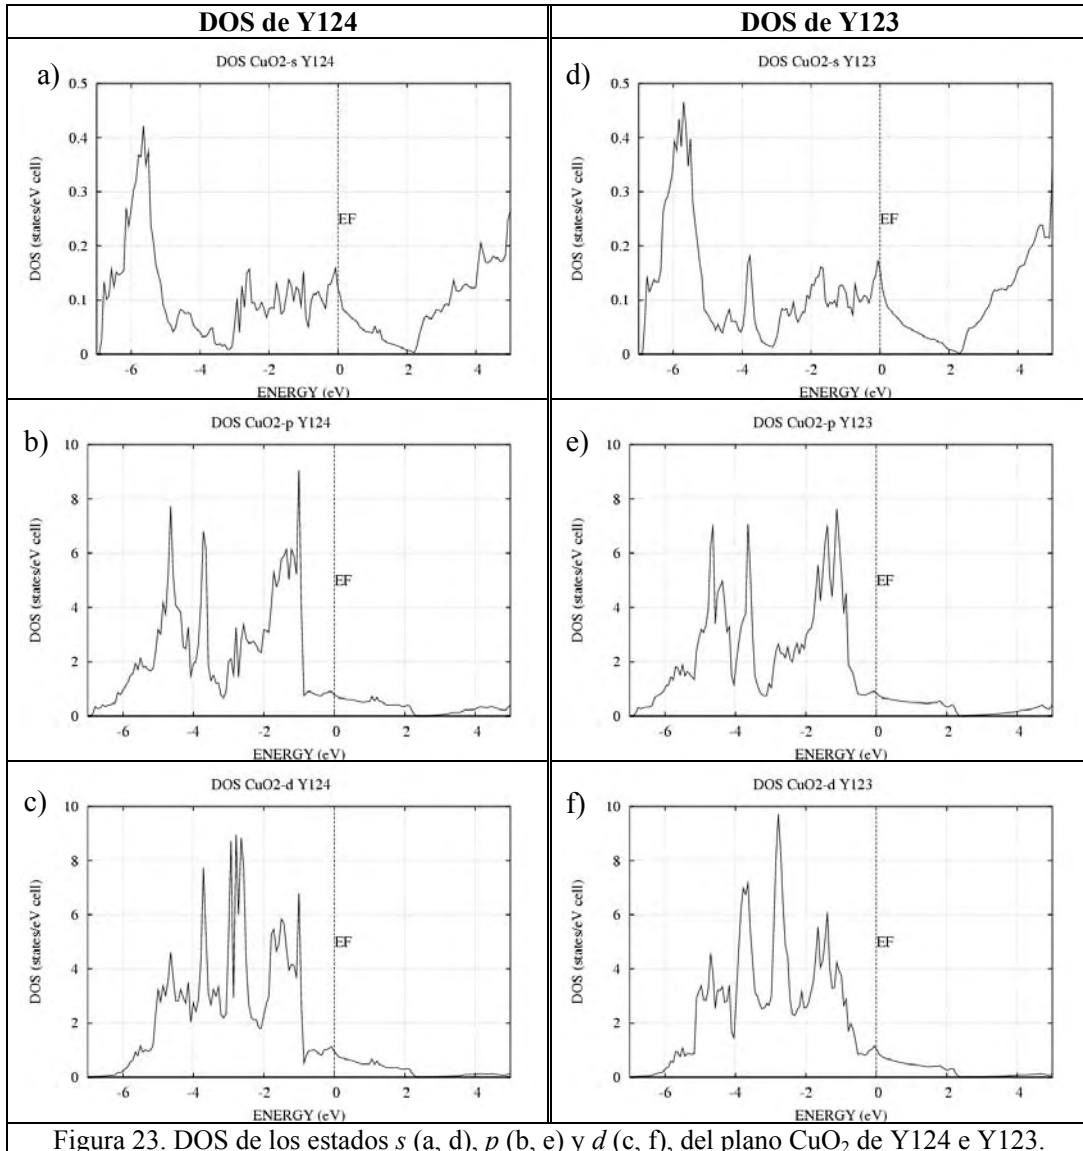 DOS de Y124
DOS de Y123
a)
DOS CuO2-s Y124
DOS (states/eV cell)
0.5
0.4
0.3
0.2
0.1
0
EF
-6 -4 -2 0 2 4
ENERGY (eV)
d)
DOS CuO2-s Y123
DOS (states/eV cell)
0.5
0.4
0.3
0.2
0.1
0
EF
-6 -4 -2 0 2 4
ENERGY (eV)
b)
DOS CuO2-p Y124
DOS (states/eV cell)
10
8
6
4
2
0
EF
-6 -4 -2 0 2 4
ENERGY (eV)
e)
DOS CuO2-p Y123
DOS (states/eV cell)
10
8
6
4
2
0
EF
-6 -4 -2 0 2 4
ENERGY (eV)
c)
DOS CuO2-d Y124
DOS (states/eV cell)
10
8
6
4
2
0
EF
-6 -4 -2 0 2 4
ENERGY (eV)
f)
DOS CuO2-d Y123
DOS (states/eV cell)
10
8
6
4
2
0
EF
-6 -4 -2 0 2 4
ENERGY (eV)
Figura 23. DOS de los estados s (a, d), p (b, e) y d (c, f), del plano CuO₂ de Y124 e Y123.